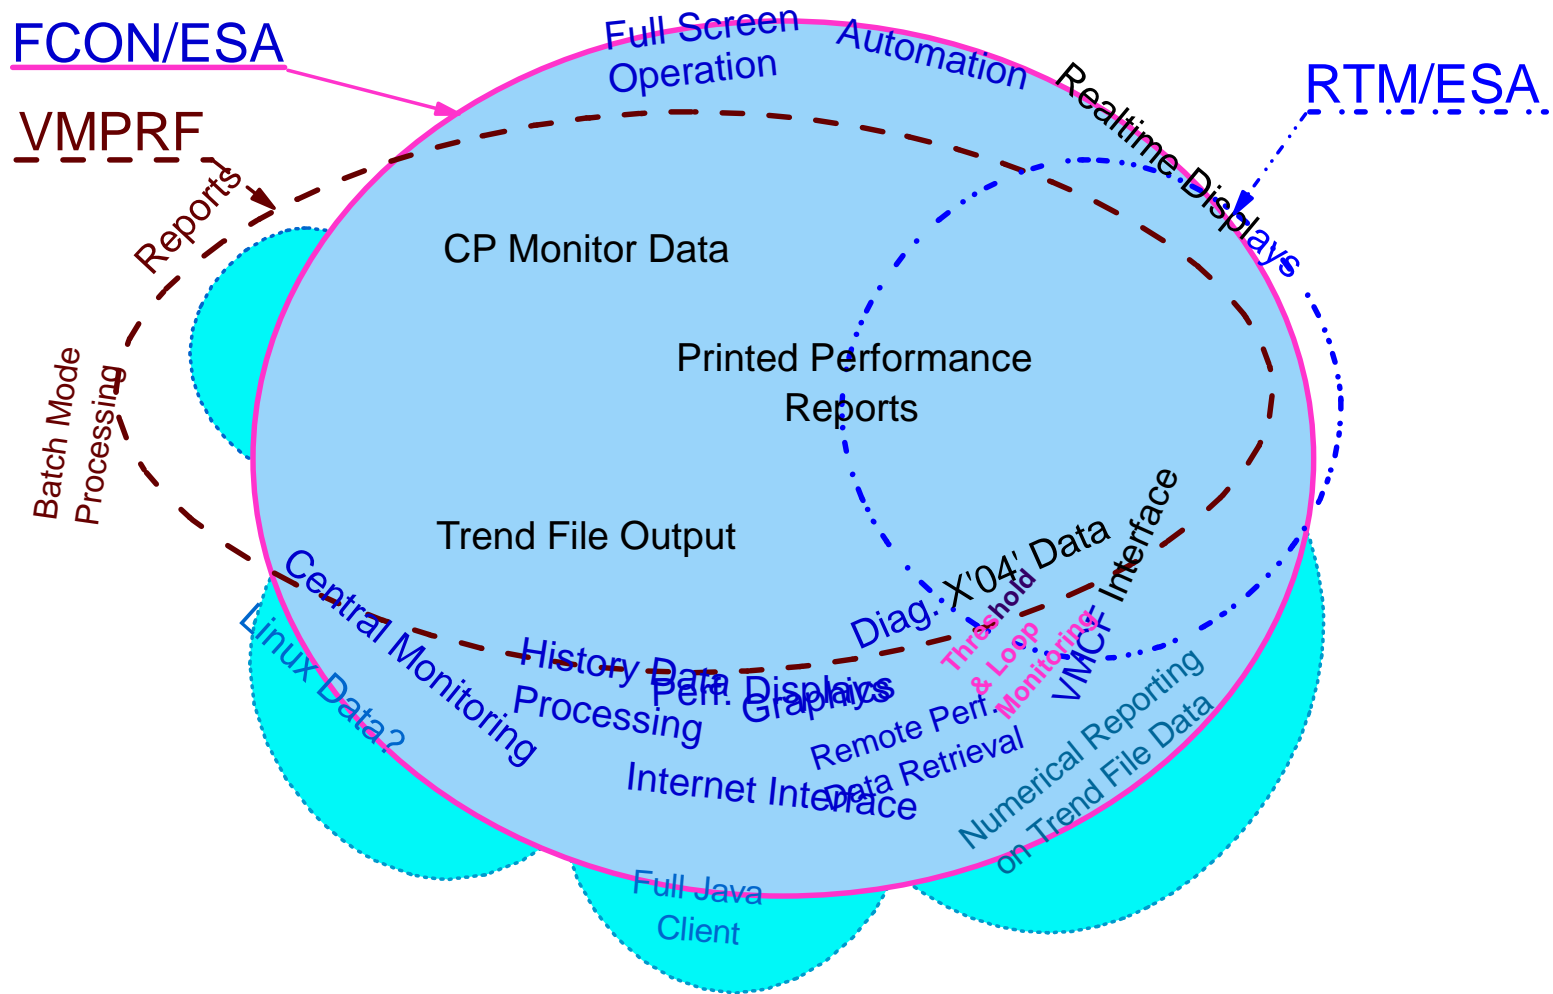 FCON/ESA
VMPRF
RTM/ESA
Full Screen
Operation
Automation
Realtime Displays
Reports
CP Monitor Data
Printed Performance
Reports
Batch Mode
Processing
Trend File Output
Diag. X'04' Data
VMCF Interface
Threshold
& Loop
Monitoring
Central Monitoring
Linux Data?
History Data
Processing
Perf. Displays
Graphics
Remote Perf.
Data Retrieval
Internet Interface
Numerical Reporting
on Trend File Data
Full Java
Client